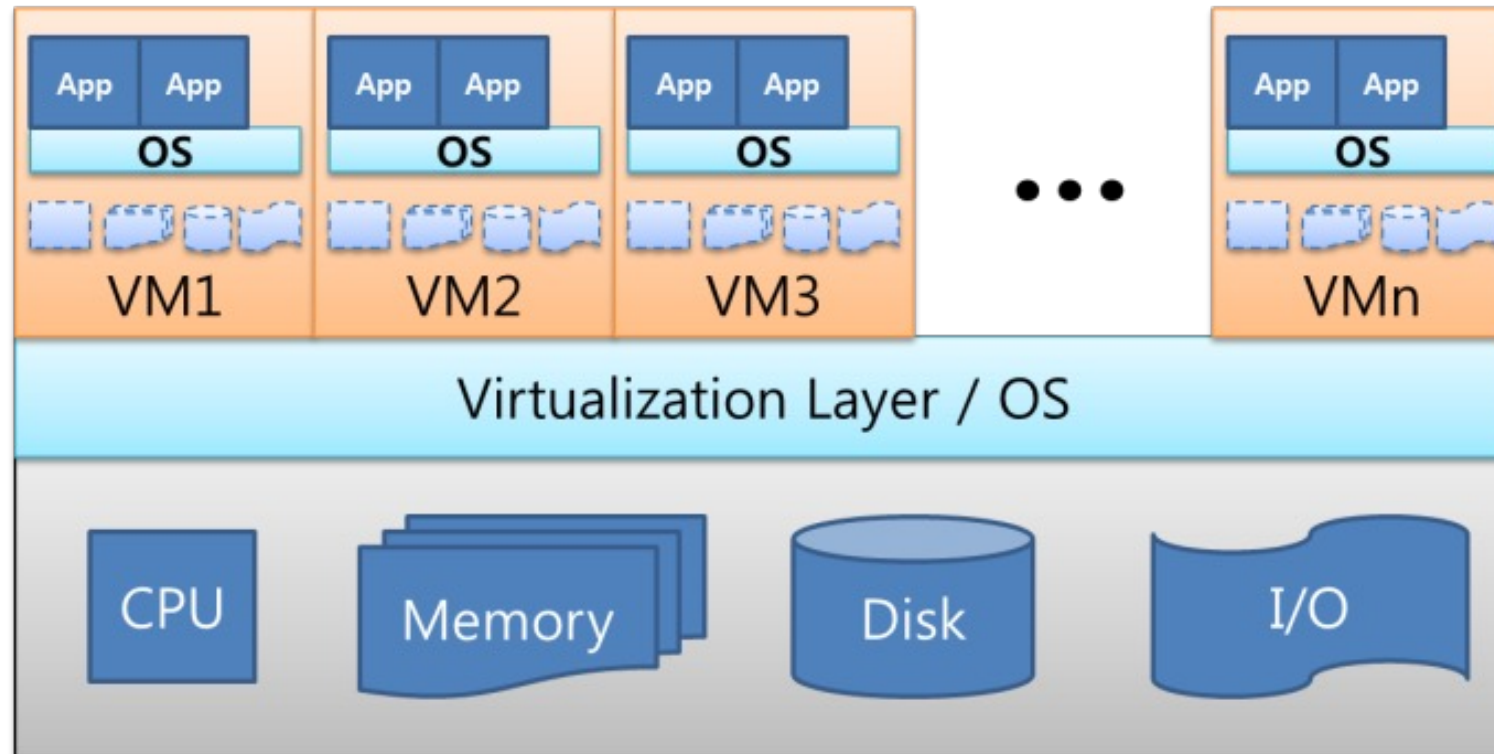 App App App App App App App App
OS OS OS OS
VM1 VM2 VM3 VMn
Virtualization Layer / OS
CPU Memory Disk I/O